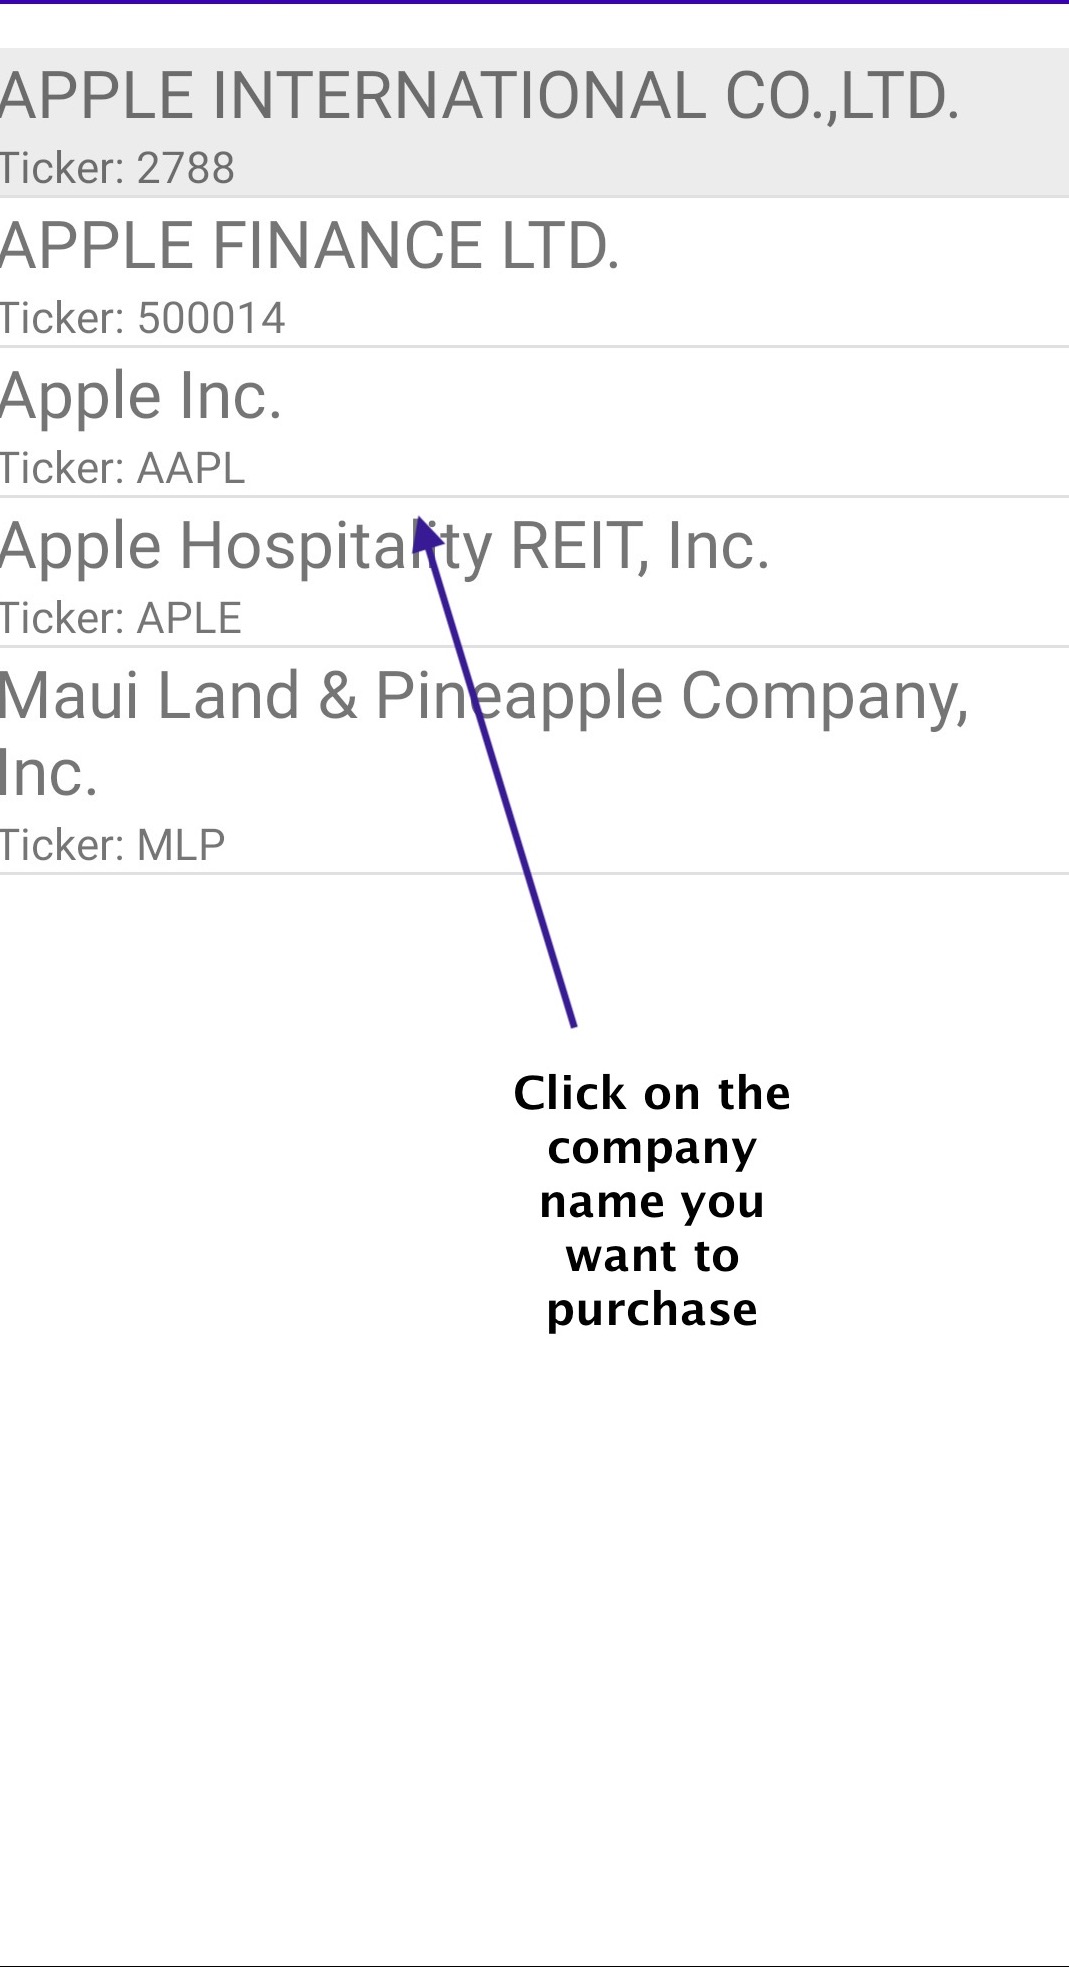 APPLE INTERNATIONAL CO.,LTD.
Ticker: 2788
APPLE FINANCE LTD.
Ticker: 500014
Apple Inc.
Ticker: AAPL
Apple Hospitality REIT, Inc.
Ticker: APLE
Maui Land & Pineapple Company,
Inc.
Ticker: MLP
Click on the
company
name you
want to
purchase